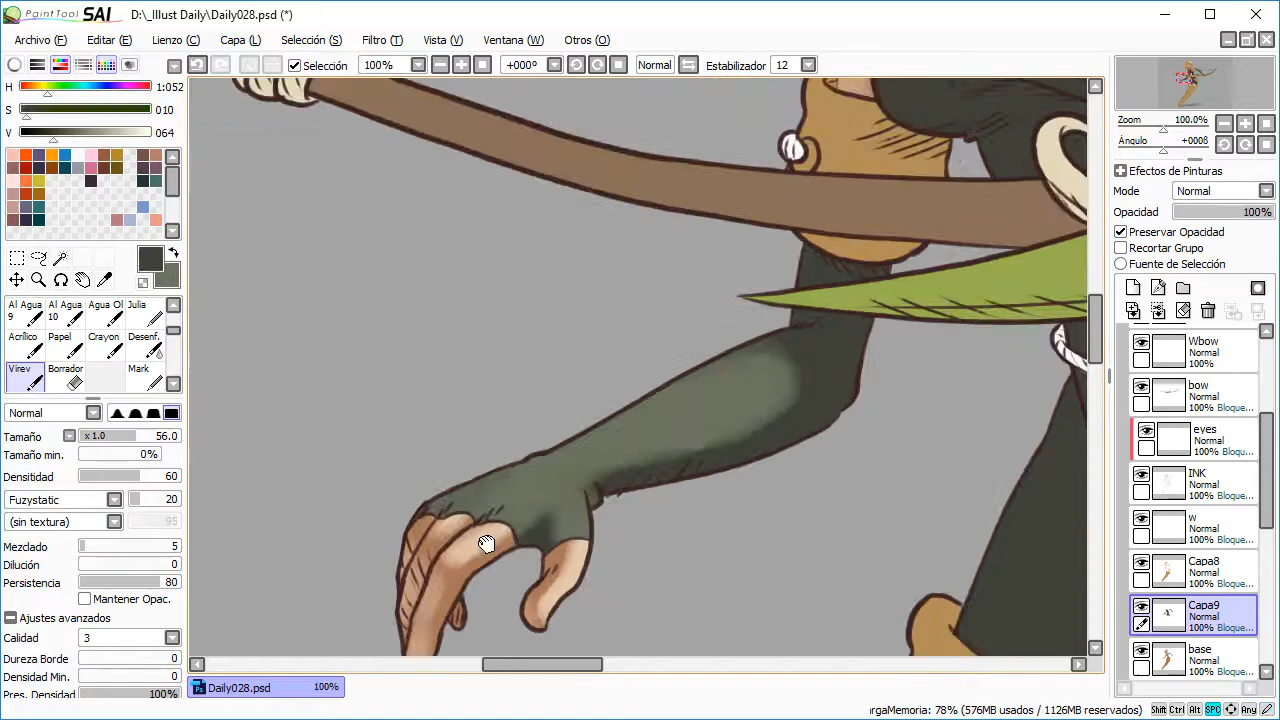 PaintTool SAI D:\_Illust Daily\Daily028.psd (*)
Archivo (F) Editar (E) Lienzo (C) Capa (L) Selección (S) Filtro (T) Vista (V) Ventana (W) Otros (O)
Selección 100% +000° Normal Estabilizador 12
H 1:052
S 010
V 064
Zoom 100.0%
Ángulo +000θ
Efectos de Pinturas
Mode Normal
Opacidad 100%
Preservar Opacidad
Recortar Grupo
Fuente de Selección
Al Agua 9
Al Agua 10
Agua Ol
Julia
Acrílico
Papel
Crayon
Desenf.
Virev
Borrador
Mark
Normal
Tamaño x 1.0 56.0
Tamaño min. 0%
Densitidad 60
Fuzystatic 20
(sin textura) 95
Mezclado 5
Dilución 0
Persistencia 80
Mantener Opac.
Ajustes avanzados
Calidad 3
Dureza Borde 0
Densidad Min. 0
Pres. Densidad 100%
Wbow
Normal
100%
bow
Normal
100% Bloque...
eyes
Normal
100% Bloqu...
INK
Normal
100% Bloque...
w
Normal
100% Bloque...
Capa8
Normal
100% Bloque...
Capa9
Normal
100% Bloque...
base
Normal
100% Bloque...
Daily028.psd 100%
ırgaMemoria: 78% (576MB usados / 1126MB reservados)
Shift Ctrl Alt SPC Any